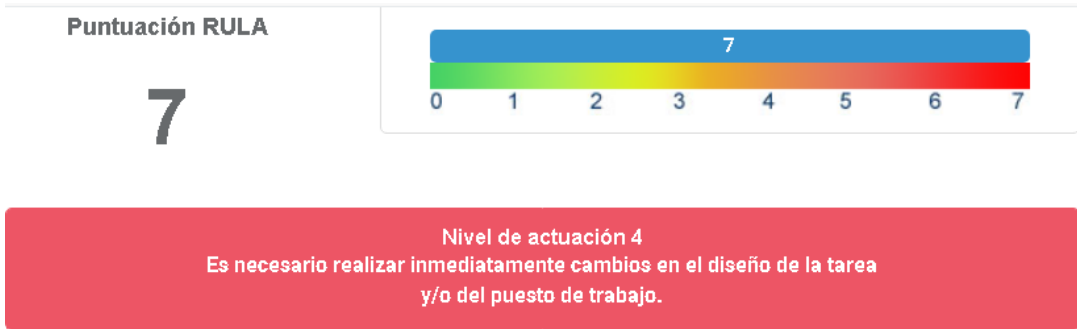 Puntuación RULA
7
7
0 1 2 3 4 5 6 7
Nivel de actuación 4
Es necesario realizar inmediatamente cambios en el diseño de la tarea
y/o del puesto de trabajo.